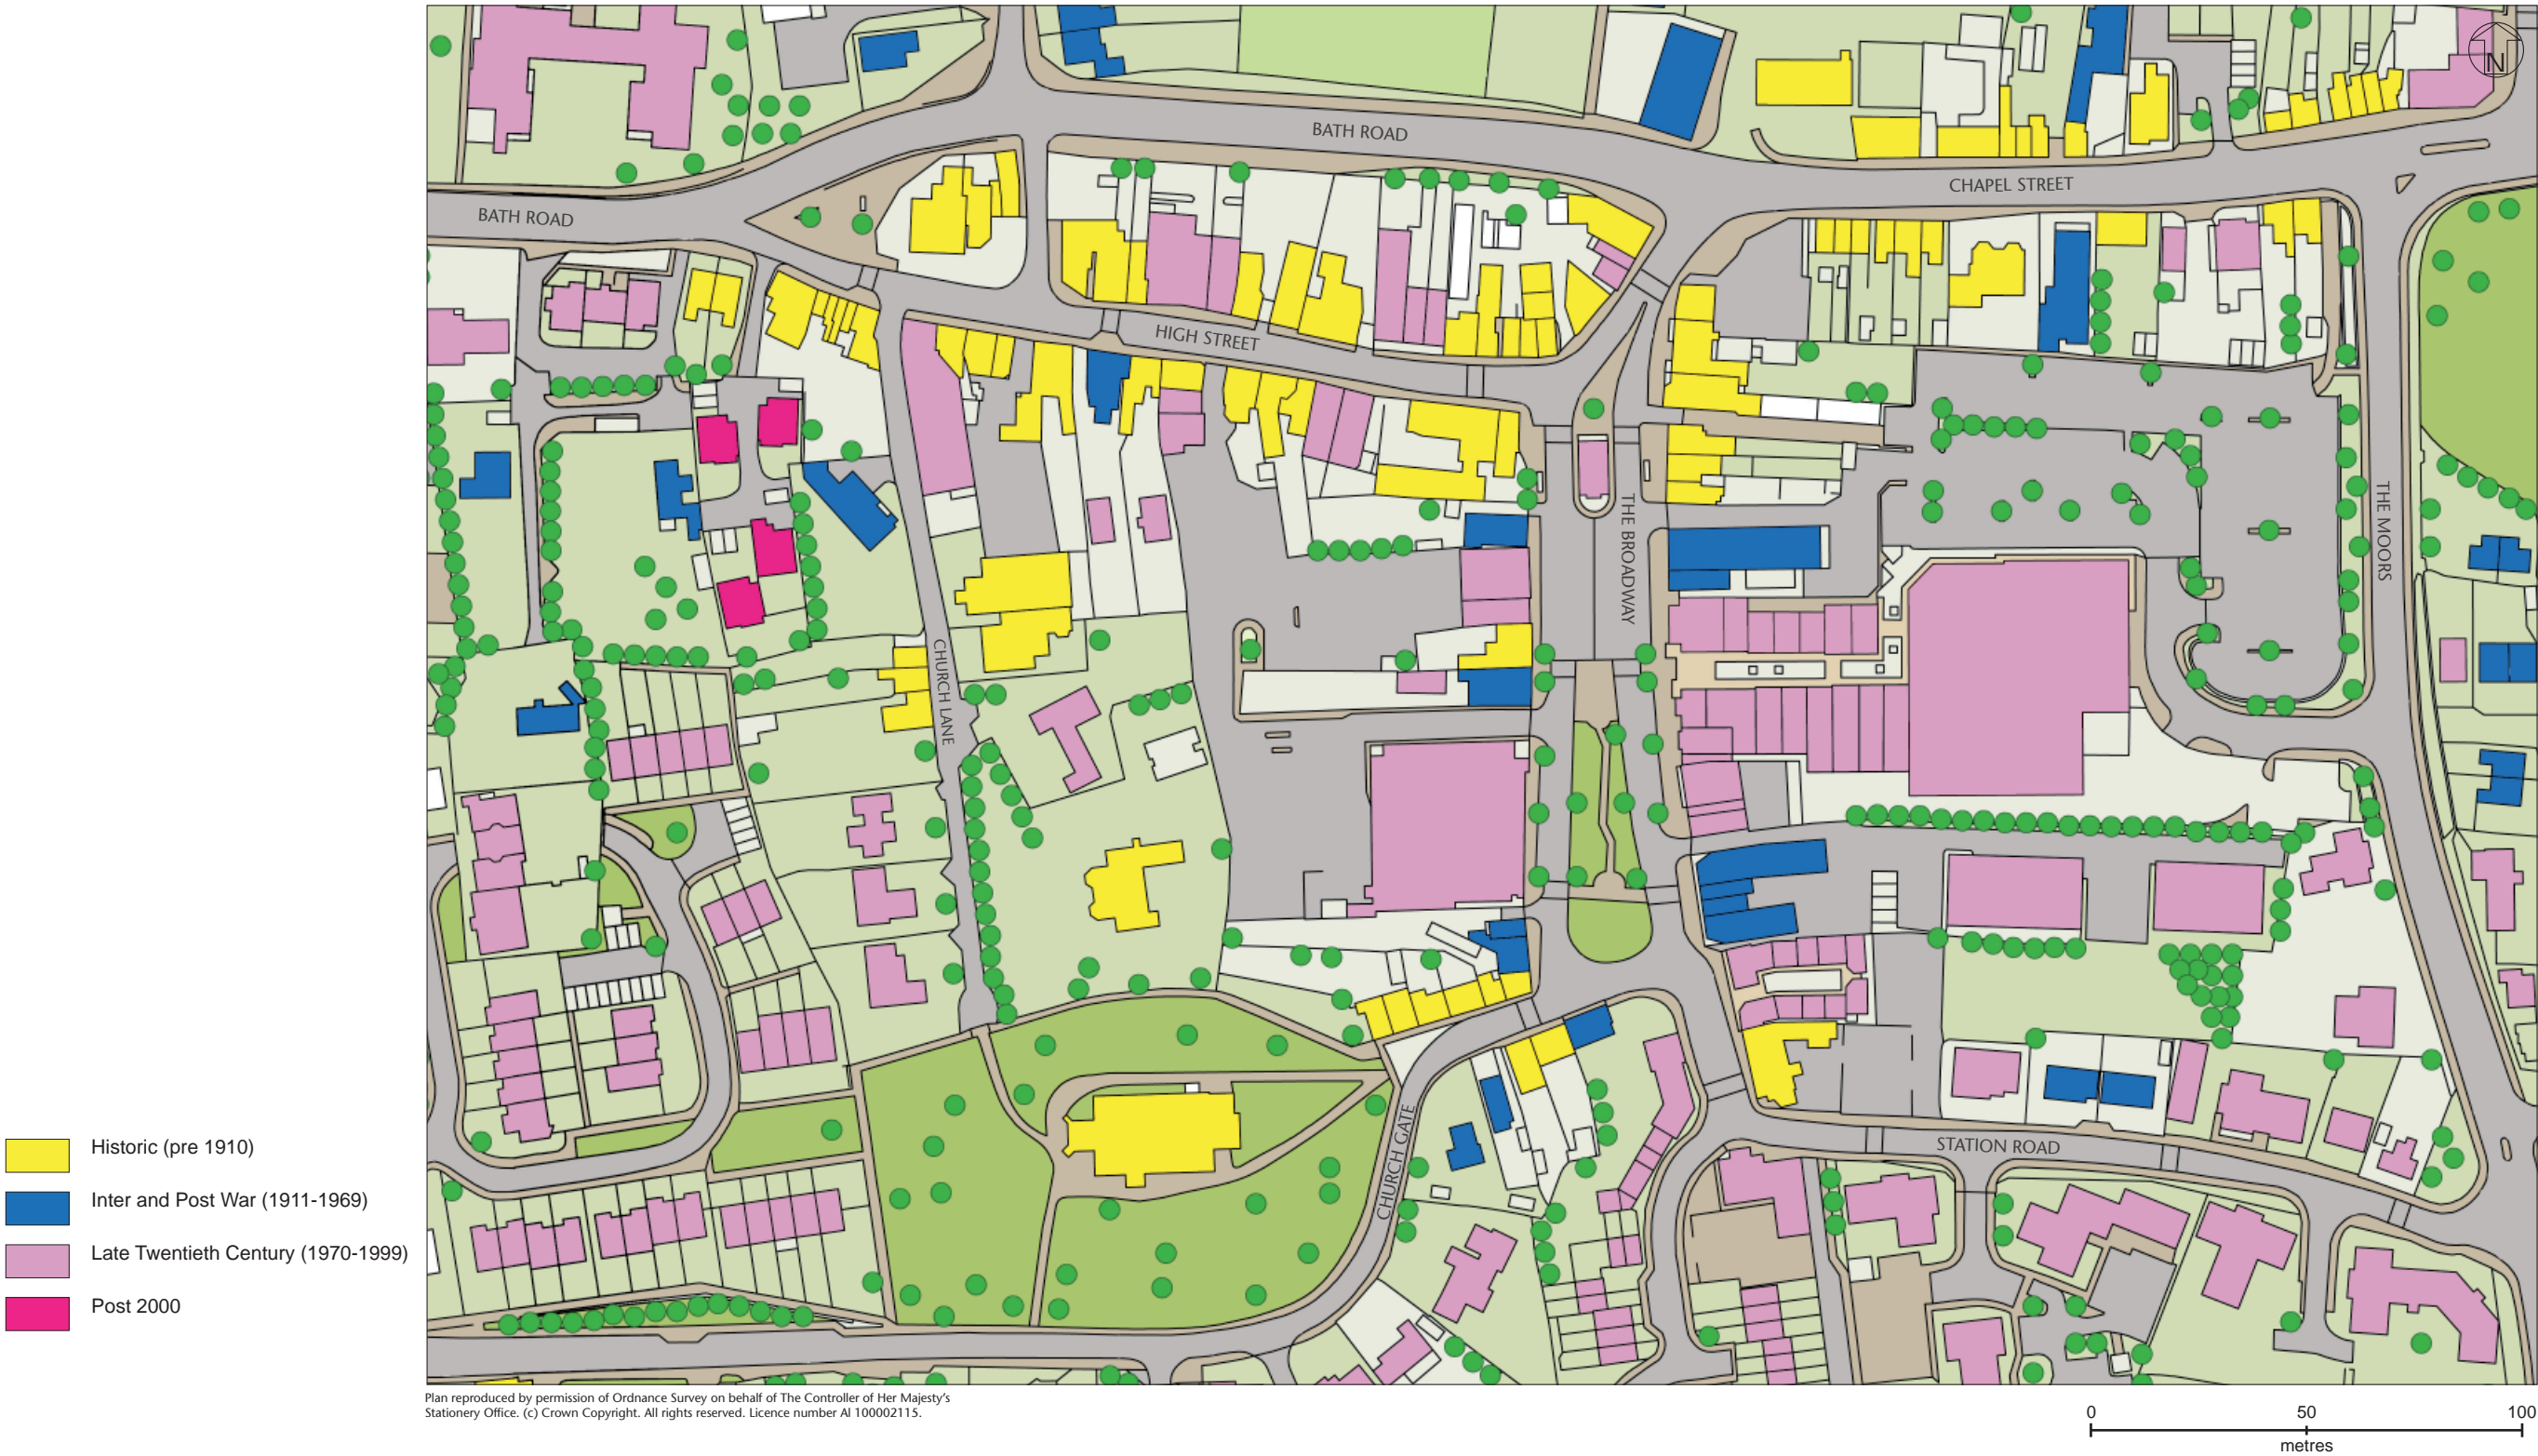 N
BATH ROAD
CHAPEL STREET
BATH ROAD
HIGH STREET
THE BROADWAY
THE MOORS
CHURCH LANE
CHURCH GATE
STATION ROAD
Historic (pre 1910)
Inter and Post War (1911-1969)
Late Twentieth Century (1970-1999)
Post 2000
Plan reproduced by permission of Ordnance Survey on behalf of The Controller of Her Majesty's
Stationery Office. (c) Crown Copyright. All rights reserved. Licence number Al 100002115.
0 50 100
metres